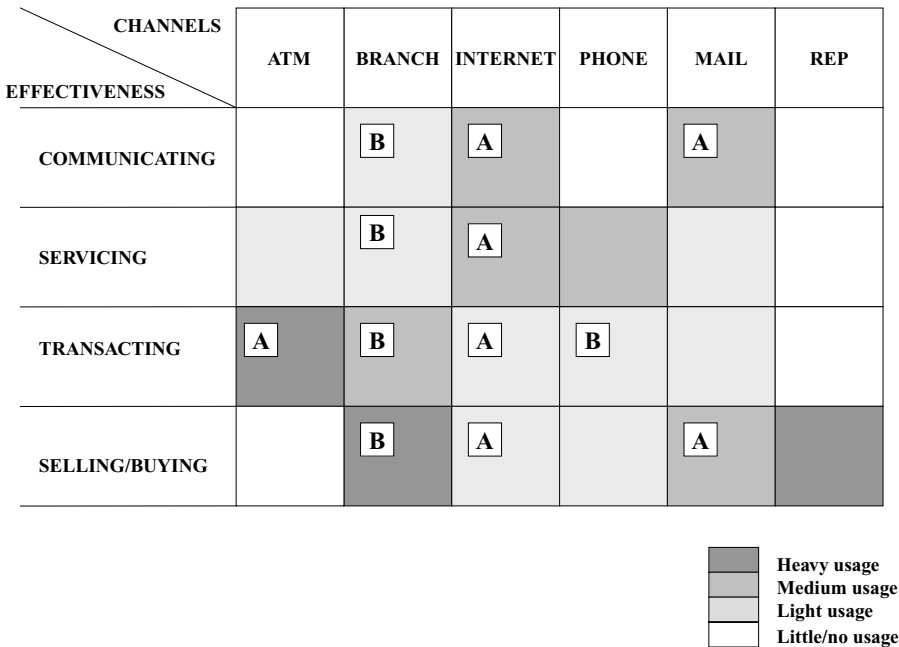 CHANNELS
EFFECTIVENESS
ATM BRANCH INTERNET PHONE MAIL REP
COMMUNICATING B A A
SERVICING B A
TRANSACTING A B A B
SELLING/BUYING B A A
Heavy usage
Medium usage
Light usage
Little/no usage